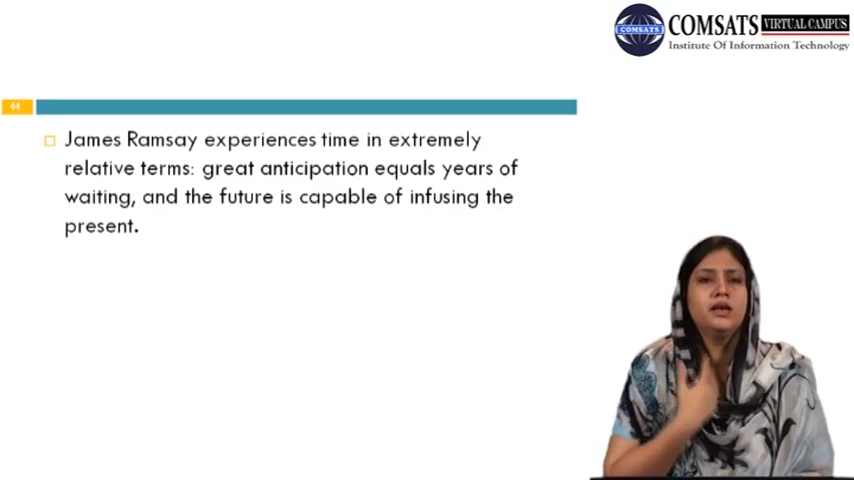 COMSATS
COMSATS VIRTUAL CAMPUS
Institute Of Information Technology
44
James Ramsay experiences time in extremely
relative terms: great anticipation equals years of
waiting, and the future is capable of infusing the
present.